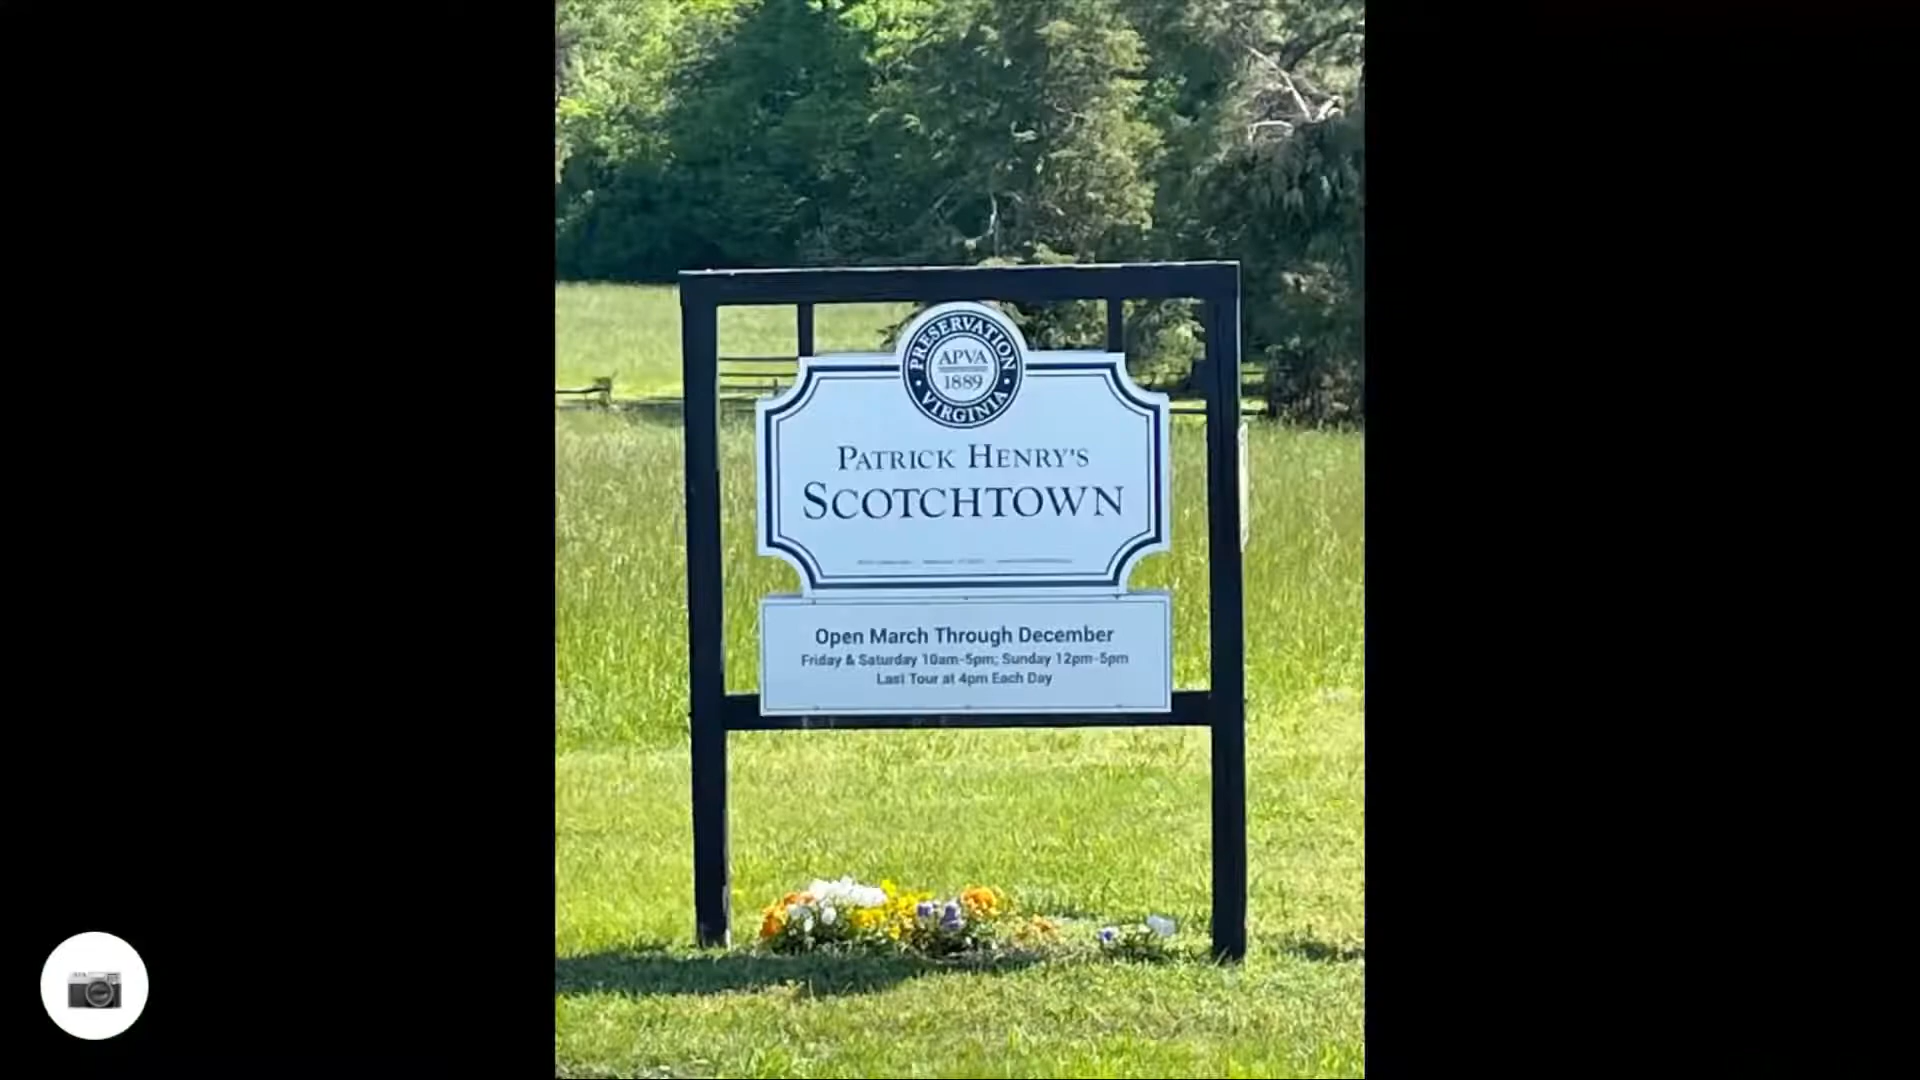 PRESERVATION
APVA
1889
VIRGINIA
PATRICK HENRY'S
SCOTCHTOWN
Open March Through December
Friday & Saturday 10am-5pm; Sunday 12pm-5pm
Last Tour at 4pm Each Day